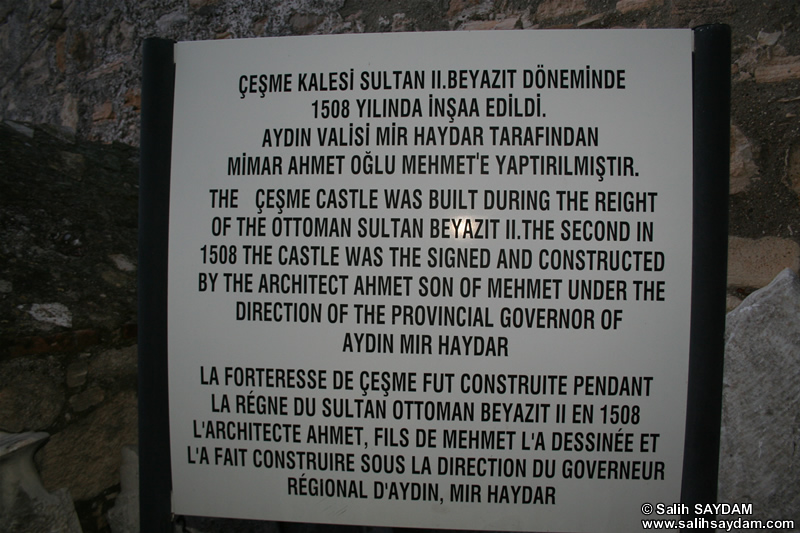 ÇEŞME KALESİ SULTAN II.BEYAZIT DÖNEMİNDE
1508 YILINDA İNŞAA EDİLDİ.
AYDIN VALİSİ MİR HAYDAR TARAFINDAN
MİMAR AHMET OĞLU MEHMET'E YAPTIRILMIŞTIR.
THE ÇEŞME CASTLE WAS BUILT DURING THE REIGHT
OF THE OTTOMAN SULTAN BEYAZIT II.THE SECOND IN
1508 THE CASTLE WAS THE SIGNED AND CONSTRUCTED
BY THE ARCHITECT AHMET SON OF MEHMET UNDER THE
DIRECTION OF THE PROVINCIAL GOVERNOR OF
AYDIN MIR HAYDAR
LA FORTERESSE DE ÇEŞME FUT CONSTRUITE PENDANT
LA RÉGNE DU SULTAN OTTOMAN BEYAZIT II EN 1508
L'ARCHITECTE AHMET, FILS DE MEHMET L'A DESSINÉE ET
L'A FAIT CONSTRUIRE SOUS LA DIRECTION DU GOVERNEUR
RÉGIONAL D'AYDIN, MIR HAYDAR
© Salih SAYDAM
www.salihsaydam.com